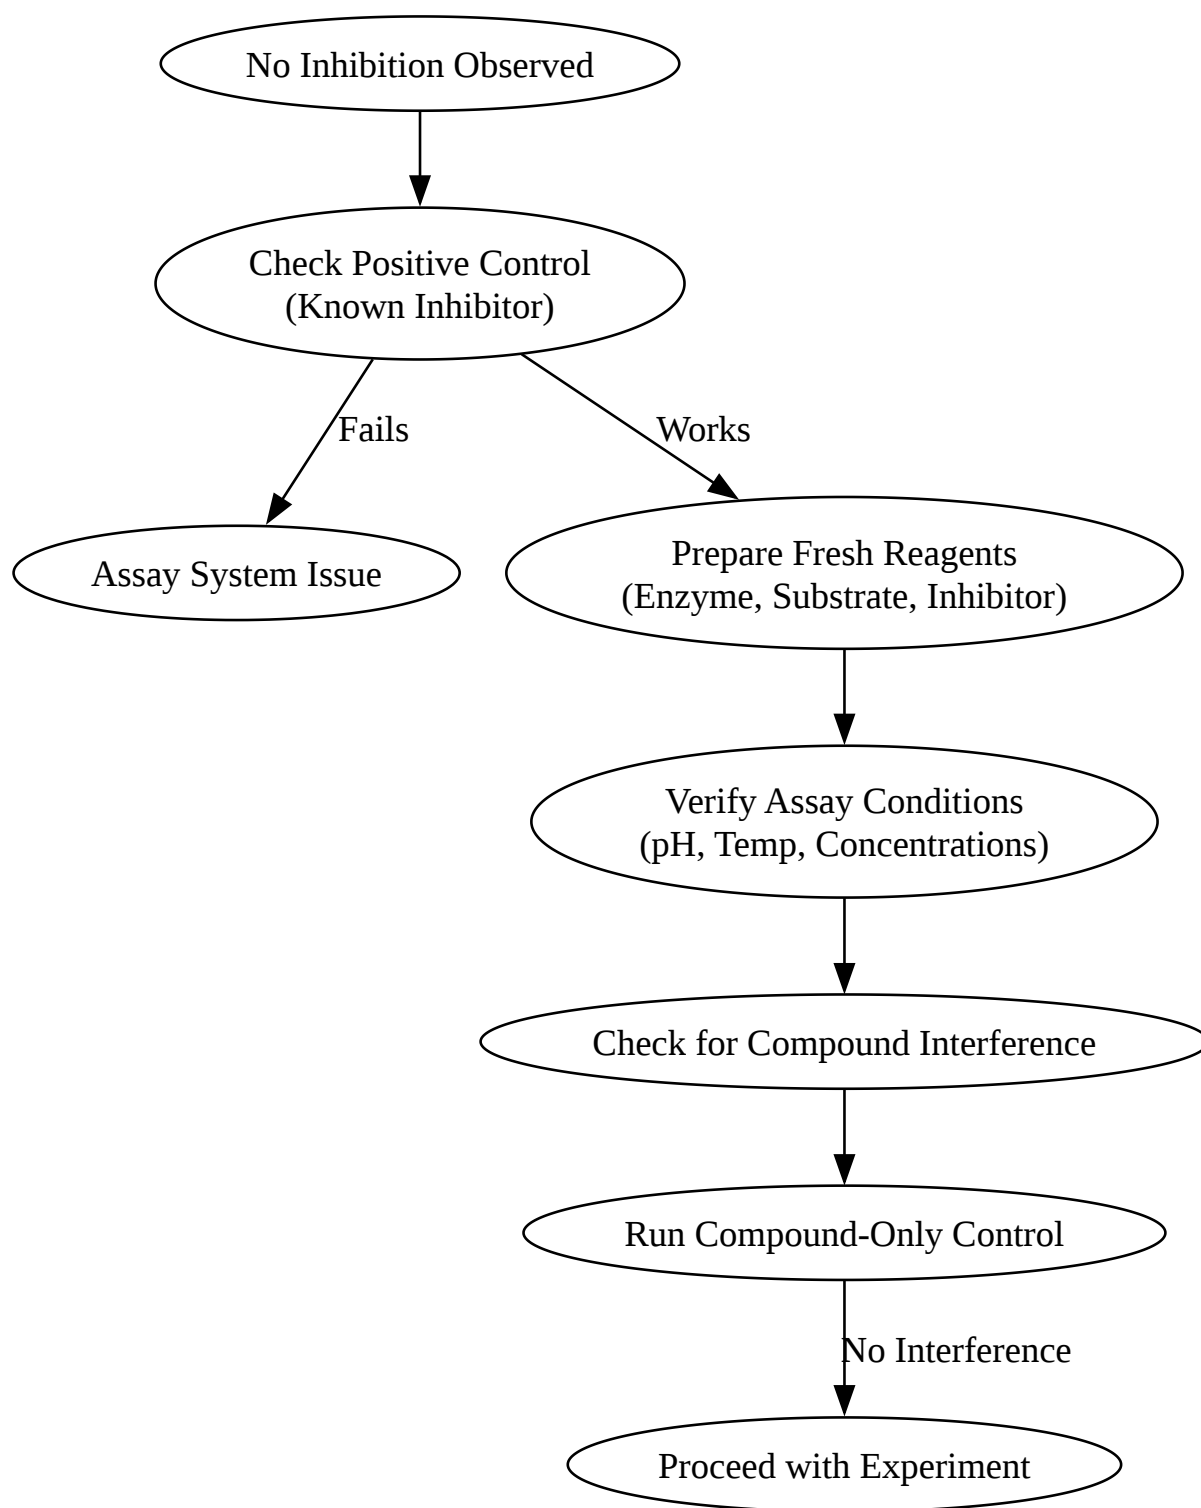 No Inhibition Observed
Check Positive Control
(Known Inhibitor)
Fails
Works
Assay System Issue
Prepare Fresh Reagents
(Enzyme, Substrate, Inhibitor)
Verify Assay Conditions
(pH, Temp, Concentrations)
Check for Compound Interference
Run Compound-Only Control
No Interference
Proceed with Experiment